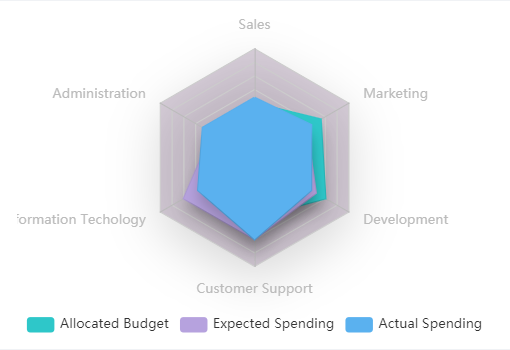 Sales
Administration
Marketing
formation Techology
Development
Customer Support
Allocated Budget
Expected Spending
Actual Spending